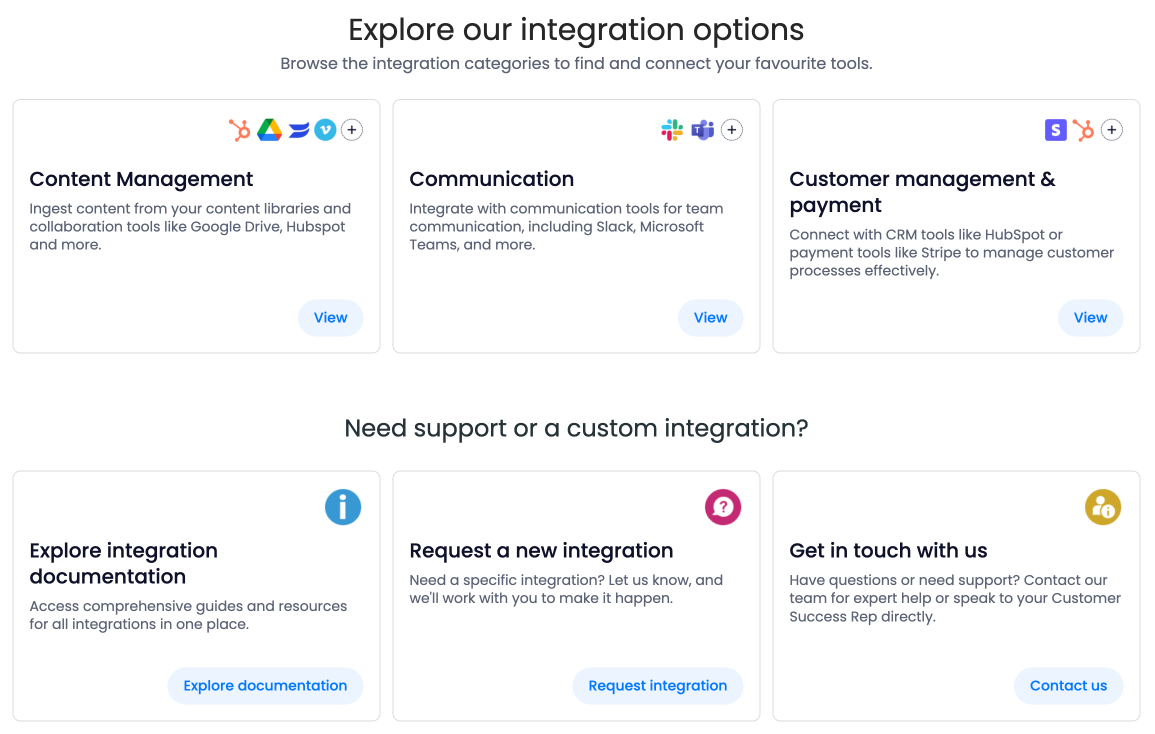 Explore our integration options
Browse the integration categories to find and connect your favourite tools.
Content Management
Ingest content from your content libraries and
collaboration tools like Google Drive, Hubspot
and more.
View
Communication
Integrate with communication tools for team
communication, including Slack, Microsoft
Teams, and more.
View
Customer management &
payment
Connect with CRM tools like HubSpot or
payment tools like Stripe to manage customer
processes effectively.
View
Need support or a custom integration?
Explore integration
documentation
Access comprehensive guides and resources
for all integrations in one place.
Explore documentation
Request a new integration
Need a specific integration? Let us know, and
we'll work with you to make it happen.
Request integration
Get in touch with us
Have questions or need support? Contact our
team for expert help or speak to your Customer
Success Rep directly.
Contact us